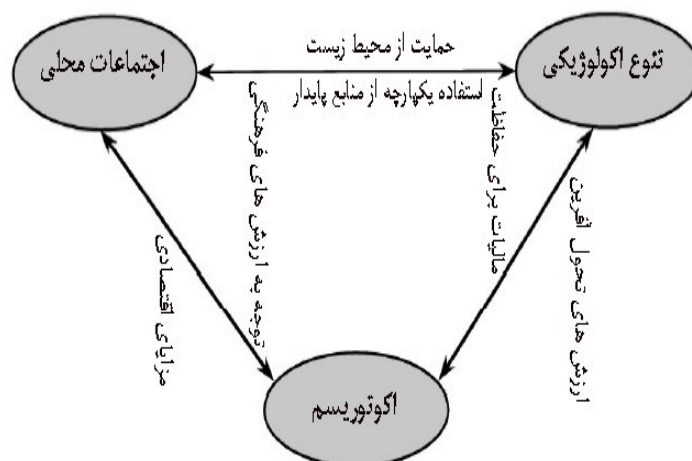 تنوع اکولوژیکی
حمایت از محیط زیست
اجتماعات محلی
استفاده یکهارچه از منابع پایدار
ارزش های تحول آفرین
مالیات برای حفاظت
توجه به ارزش های فرهنگی
مزایای اقتصادی
اکوتوریسم